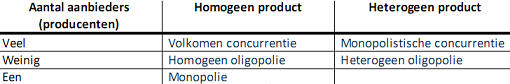 Aantal aanbieders Homogeen product Heterogeen product
(producenten)
Veel Volkomen concurrentie Monopolistische concurrentie
Weinig Homogeen oligopolie Heterogeen oligopolie
Een Monopolie